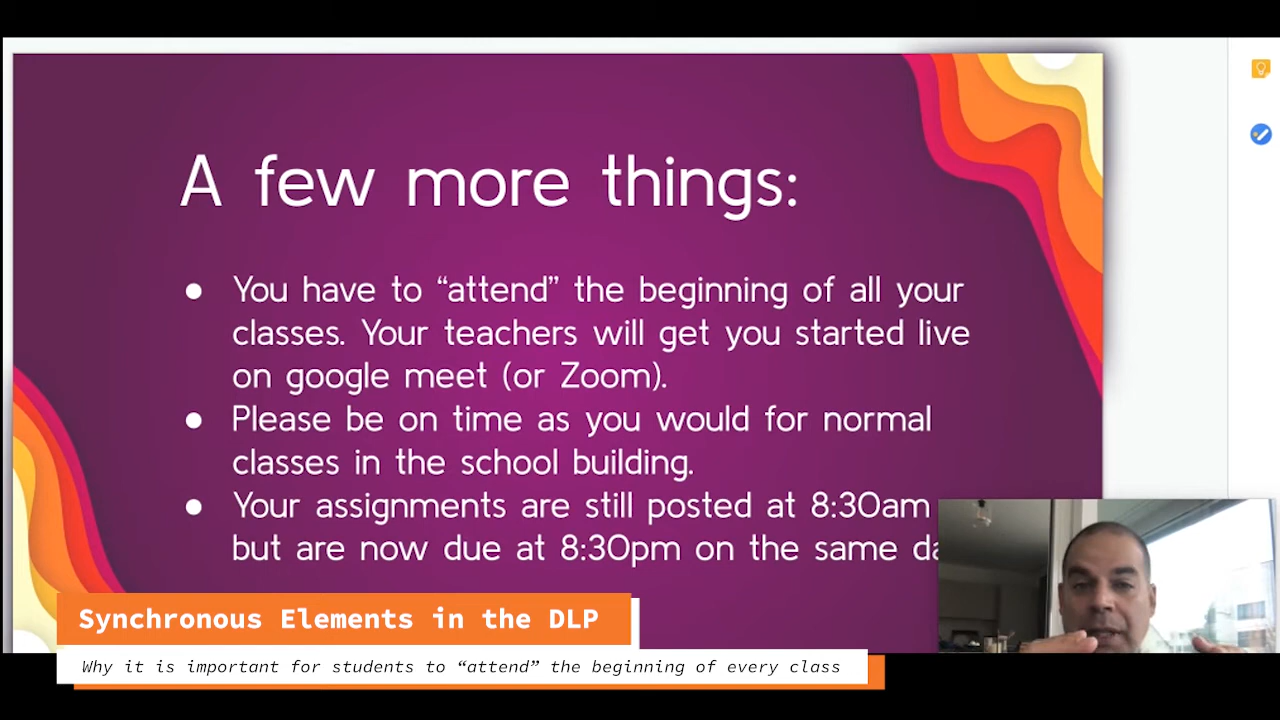 A few more things:
● You have to “attend” the beginning of all your
classes. Your teachers will get you started live
on google meet (or Zoom).
● Please be on time as you would for normal
classes in the school building.
● Your assignments are still posted at 8:30am
but are now due at 8:30pm on the same
Synchronous Elements in the DLP
Why it is important for students to “attend” the beginning of every class